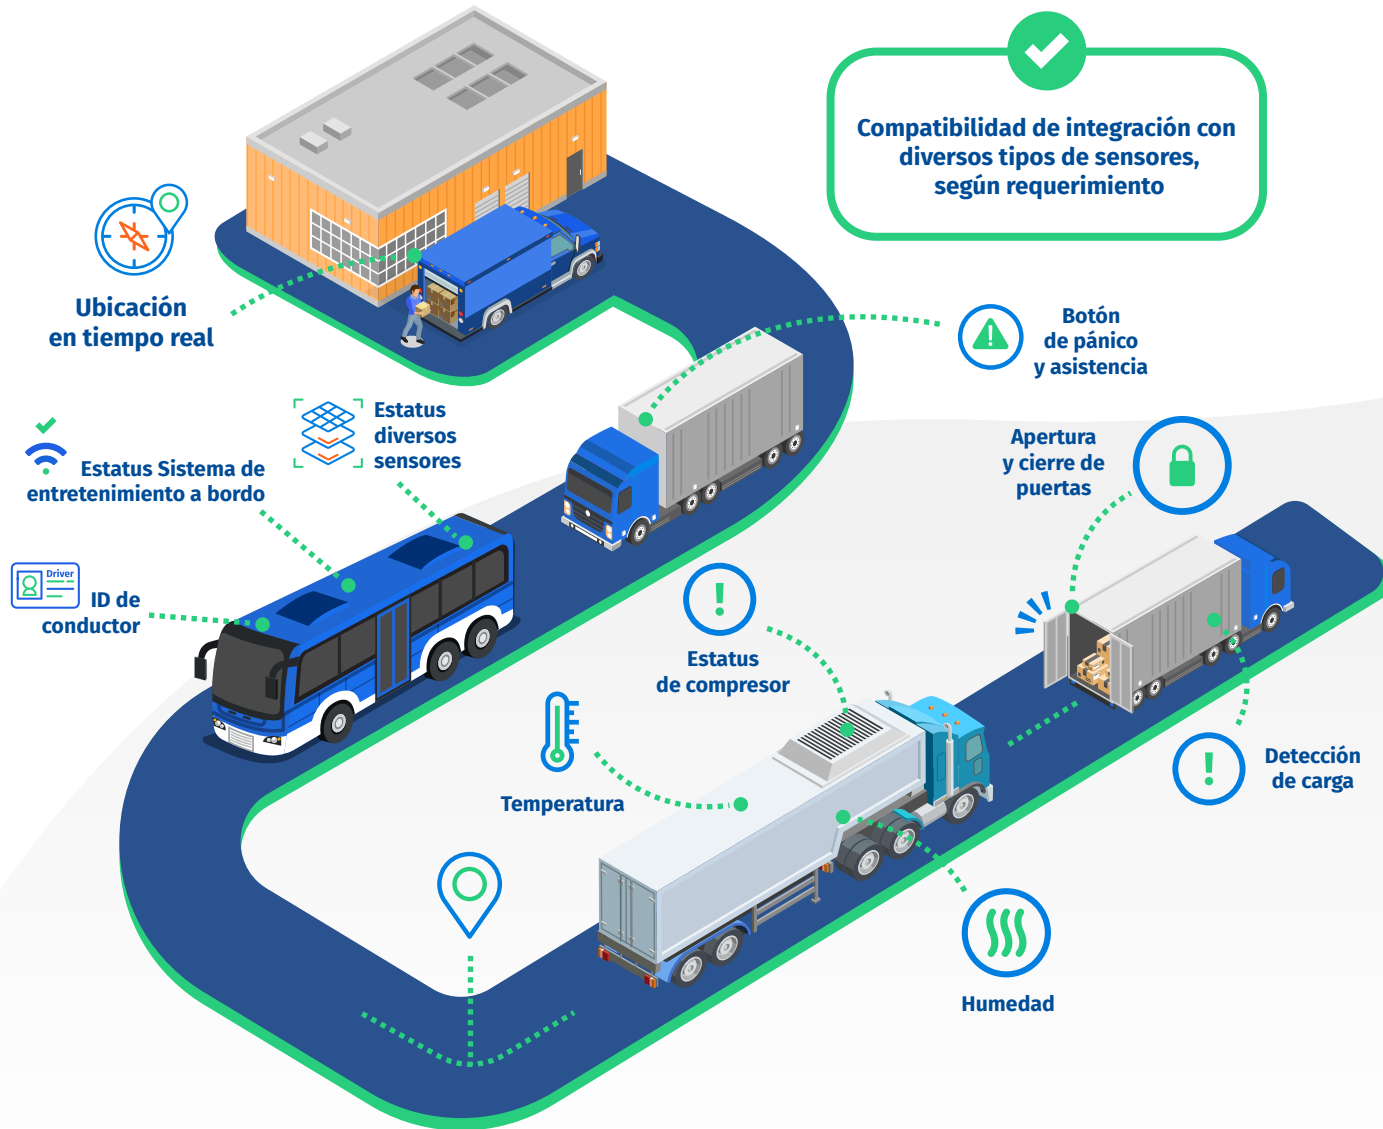 Compatibilidad de integración con
diversos tipos de sensores,
según requerimiento
Ubicación
en tiempo real
Botón
de pánico
y asistencia
Estatus
diversos
sensores
Estatus Sistema de
entretenimiento a bordo
Apertura
y cierre de
puertas
Driver
ID de
conductor
Estatus
de compresor
Temperatura
Detección
de carga
Humedad